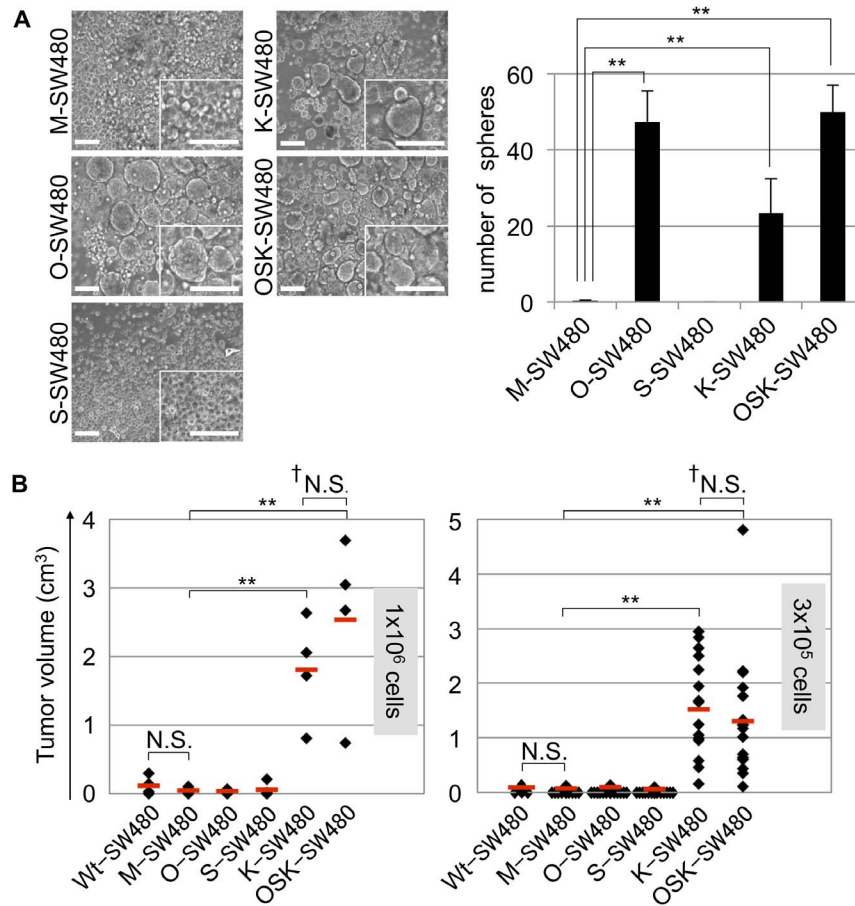 A
M-SW480
K-SW480
O-SW480
OSK-SW480
S-SW480
**
**
**
number of spheres
60
40
20
0
M-SW480
O-SW480
S-SW480
K-SW480
OSK-SW480
B
Tumor volume (cm³)
†N.S.
**
**
N.S.
4
3
2
1
0
1x10⁶ cells
Wt-SW480
M-SW480
O-SW480
S-SW480
K-SW480
OSK-SW480
†N.S.
**
**
N.S.
5
4
3
2
1
0
3x10⁵ cells
Wt-SW480
M-SW480
O-SW480
S-SW480
K-SW480
OSK-SW480